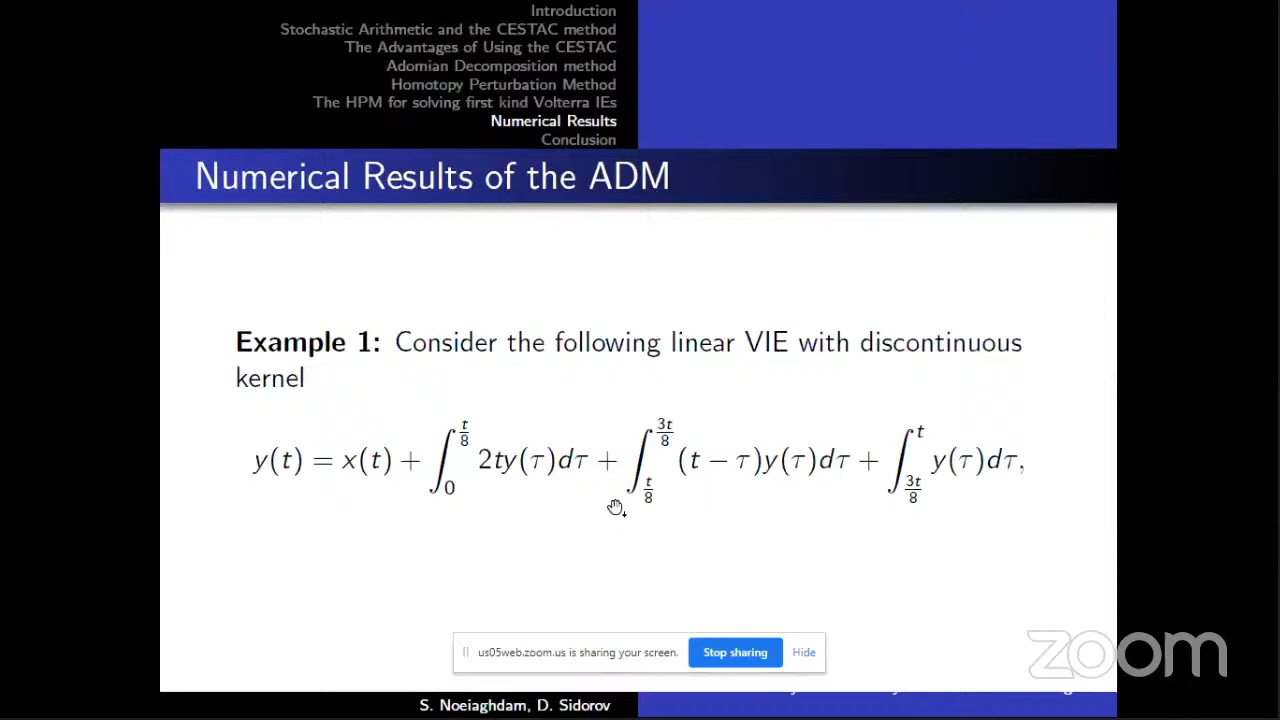 Introduction
Stochastic Arithmetic and the CESTAC method
The Advantages of Using the CESTAC
Adomian Decomposition method
Homotopy Perturbation Method
The HPM for solving first kind Volterra IEs
Numerical Results
Conclusion
Numerical Results of the ADM
Example 1: Consider the following linear VIE with discontinuous
kernel
y(t) = x(t) + ∫_0^{t/8} 2ty(τ)dτ + ∫_{t/8}^{3t/8} (t − τ)y(τ)dτ + ∫_{3t/8}^t y(τ)dτ,
us05web.zoom.us is sharing your screen. Stop sharing Hide
zoom
S. Noeiaghdam, D. Sidorov